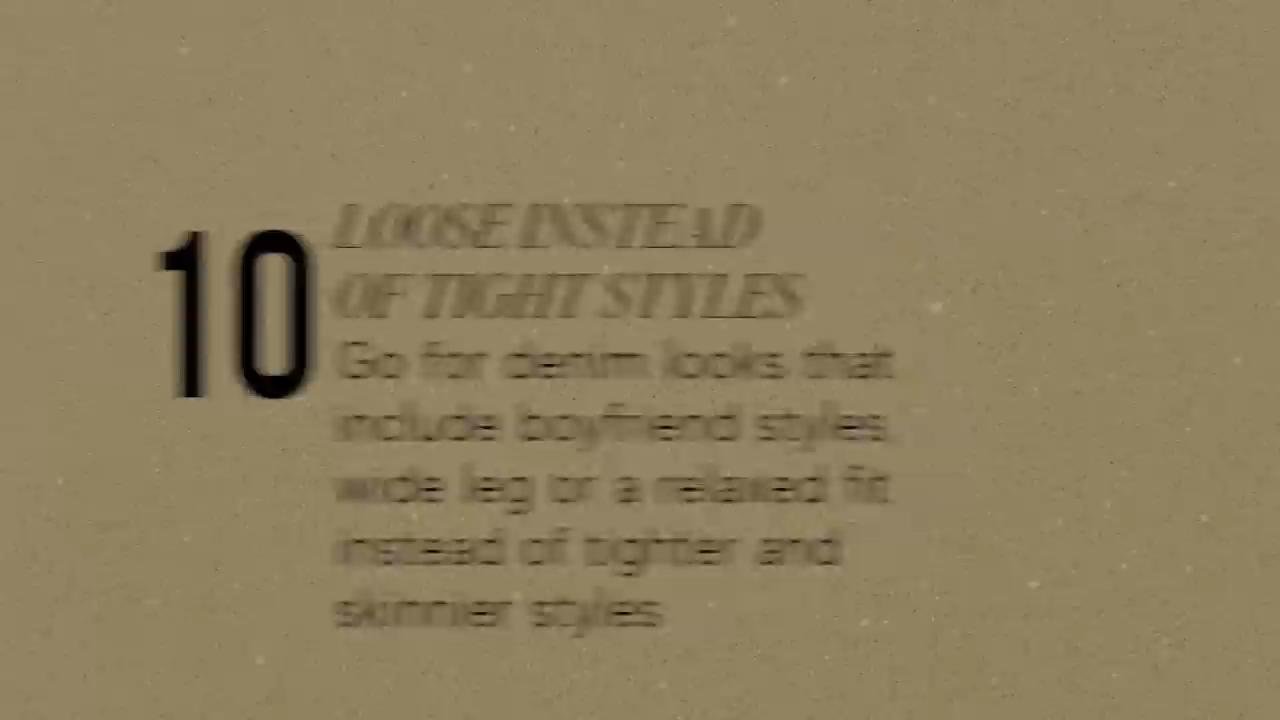 10
LOOSE INSTEAD
OF TIGHT STYLES
Go for denim looks that
include boyfriend styles,
wide leg or a relaxed fit
instead of tighter and
skinnier styles